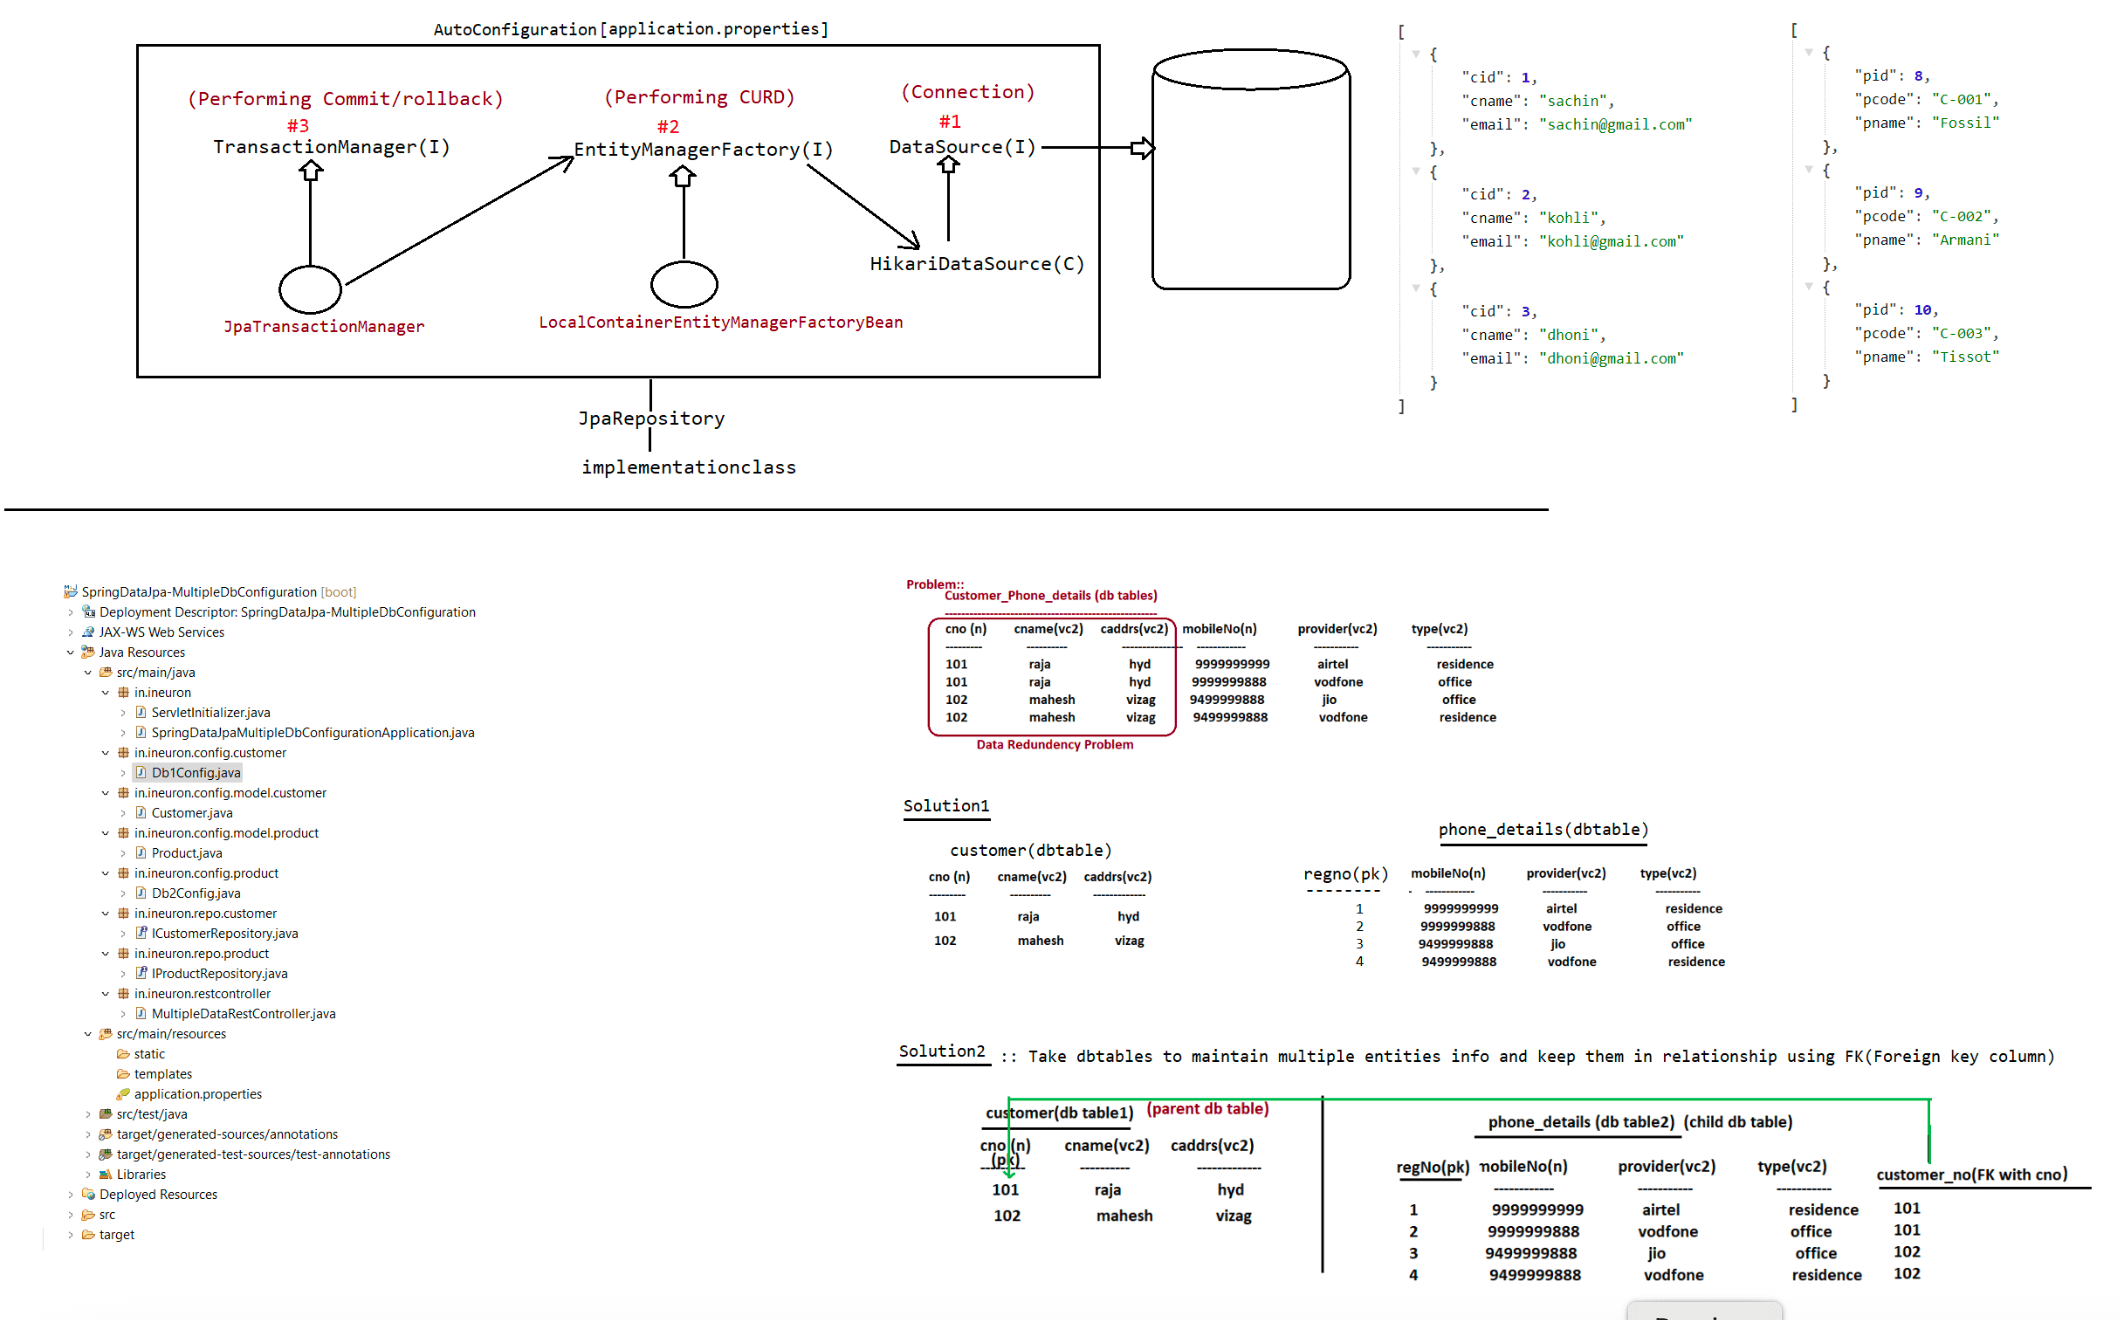 AutoConfiguration[application.properties]
(Performing Commit/rollback)
#3
TransactionManager(I)
(Performing CURD)
#2
EntityManagerFactory(I)
(Connection)
#1
DataSource(I)
HikariDataSource(C)
JpaTransactionManager
LocalContainerEntityManagerFactoryBean
JpaRepository
implementationclass
[
{
"cid": 1,
"cname": "sachin",
"email": "sachin@gmail.com"
},
{
"cid": 2,
"cname": "kohli",
"email": "kohli@gmail.com"
},
{
"cid": 3,
"cname": "dhoni",
"email": "dhoni@gmail.com"
}
]
[
{
"pid": 8,
"pcode": "C-001",
"pname": "Fossil"
},
{
"pid": 9,
"pcode": "C-002",
"pname": "Armani"
},
{
"pid": 10,
"pcode": "C-003",
"pname": "Tissot"
}
]
SpringDataJpa-MultipleDbConfiguration [boot]
Deployment Descriptor: SpringDataJpa-MultipleDbConfiguration
JAX-WS Web Services
Java Resources
src/main/java
in.ineuron
ServletInitializer.java
SpringDataJpaMultipleDbConfigurationApplication.java
in.ineuron.config.customer
Db1Config.java
in.ineuron.config.model.customer
Customer.java
in.ineuron.config.model.product
Product.java
in.ineuron.config.product
Db2Config.java
in.ineuron.repo.customer
ICustomerRepository.java
in.ineuron.repo.product
IProductRepository.java
in.ineuron.restcontroller
MultipleDataRestController.java
src/main/resources
static
templates
application.properties
src/test/java
target/generated-sources/annotations
target/generated-test-sources/test-annotations
Libraries
Deployed Resources
src
target
Problem::
Customer_Phone_details (db tables)
cno (n) cname(vc2) caddrs(vc2) mobileNo(n) provider(vc2) type(vc2)
101 raja hyd 9999999999 airtel residence
101 raja hyd 9999999888 vodfone office
102 mahesh vizag 9499999888 jio office
102 mahesh vizag 9499999888 vodfone residence
Data Redundency Problem
Solution1
customer(dbtable)
cno (n) cname(vc2) caddrs(vc2)
101 raja hyd
102 mahesh vizag
phone_details(dbtable)
regno(pk) mobileNo(n) provider(vc2) type(vc2)
1 9999999999 airtel residence
2 9999999888 vodfone office
3 9499999888 jio office
4 9499999888 vodfone residence
Solution2 :: Take dbtables to maintain multiple entities info and keep them in relationship using FK(Foreign key column)
customer(db table1) (parent db table)
cno (n) cname(vc2) caddrs(vc2)
(pk)
101 raja hyd
102 mahesh vizag
phone_details (db table2) (child db table)
regNo(pk) mobileNo(n) provider(vc2) type(vc2) customer_no(FK with cno)
1 9999999999 airtel residence 101
2 9999999888 vodfone office 101
3 9499999888 jio office 102
4 9499999888 vodfone residence 102